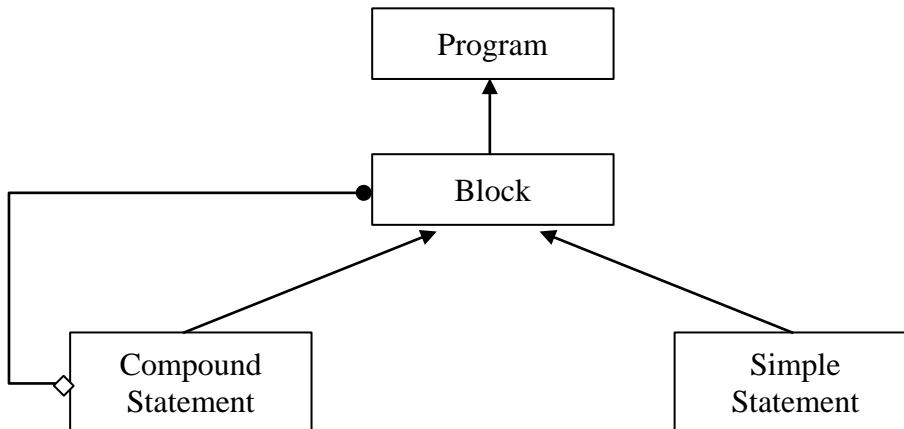 Program
Block
Compound
Statement
Simple
Statement